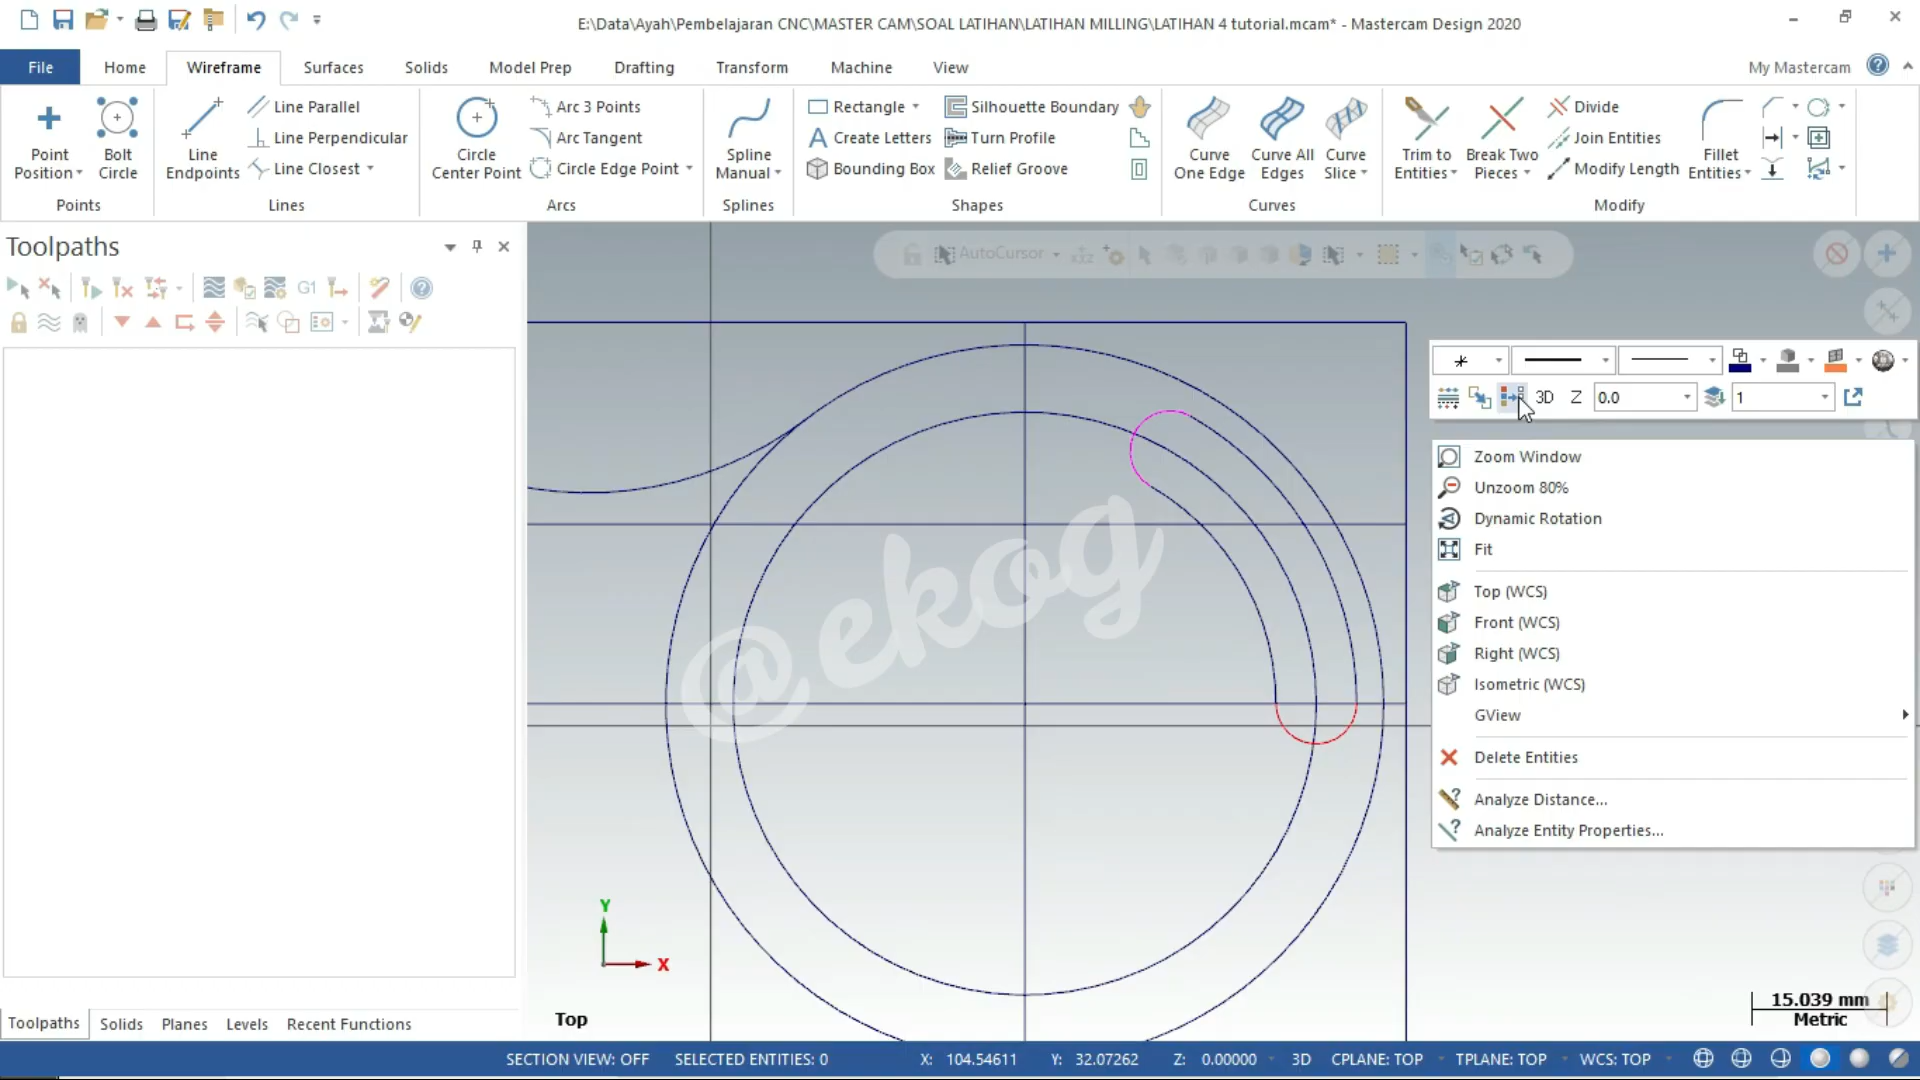 E:\Data\Ayah\Pembelajaran CNC\MASTER CAM\SOAL LATIHAN\LATIHAN MILLING\LATIHAN 4 tutorial.mcam* - Mastercam Design 2020
File Home Wireframe Surfaces Solids Model Prep Drafting Transform Machine View My Mastercam
Point Position
Bolt Circle
Points
Line Endpoints
Line Parallel
Line Perpendicular
Line Closest
Lines
Circle Center Point
Arc 3 Points
Arc Tangent
Circle Edge Point
Arcs
Spline Manual
Splines
Rectangle
Create Letters
Bounding Box
Silhouette Boundary
Turn Profile
Relief Groove
Shapes
Curve One Edge
Curve All Edges
Curve Slice
Curves
Trim to Entities
Break Two Pieces
Divide
Join Entities
Modify Length
Fillet Entities
Modify
Toolpaths
G1
AutoCursor
3D Z 0.0 1
Zoom Window
Unzoom 80%
Dynamic Rotation
Fit
Top (WCS)
Front (WCS)
Right (WCS)
Isometric (WCS)
GView
Delete Entities
Analyze Distance...
Analyze Entity Properties...
@ekog
Y
X
Top
15.039 mm
Metric
Toolpaths Solids Planes Levels Recent Functions
SECTION VIEW: OFF SELECTED ENTITIES: 0 X: 104.54611 Y: 32.07262 Z: 0.00000 3D CPLANE: TOP TPLANE: TOP WCS: TOP